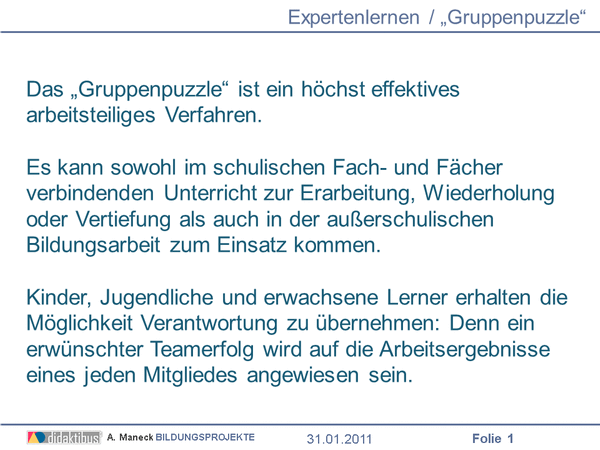 Expertenlernen / „Gruppenpuzzle“
Das „Gruppenpuzzle“ ist ein höchst effektives
arbeitsteiliges Verfahren.
Es kann sowohl im schulischen Fach- und Fächer
verbindenden Unterricht zur Erarbeitung, Wiederholung
oder Vertiefung als auch in der außerschulischen
Bildungsarbeit zum Einsatz kommen.
Kinder, Jugendliche und erwachsene Lerner erhalten die
Möglichkeit Verantwortung zu übernehmen: Denn ein
erwünschter Teamerfolg wird auf die Arbeitsergebnisse
eines jeden Mitgliedes angewiesen sein.
didaktibus® A. Maneck BILDUNGSPROJEKTE 31.01.2011 Folie 1